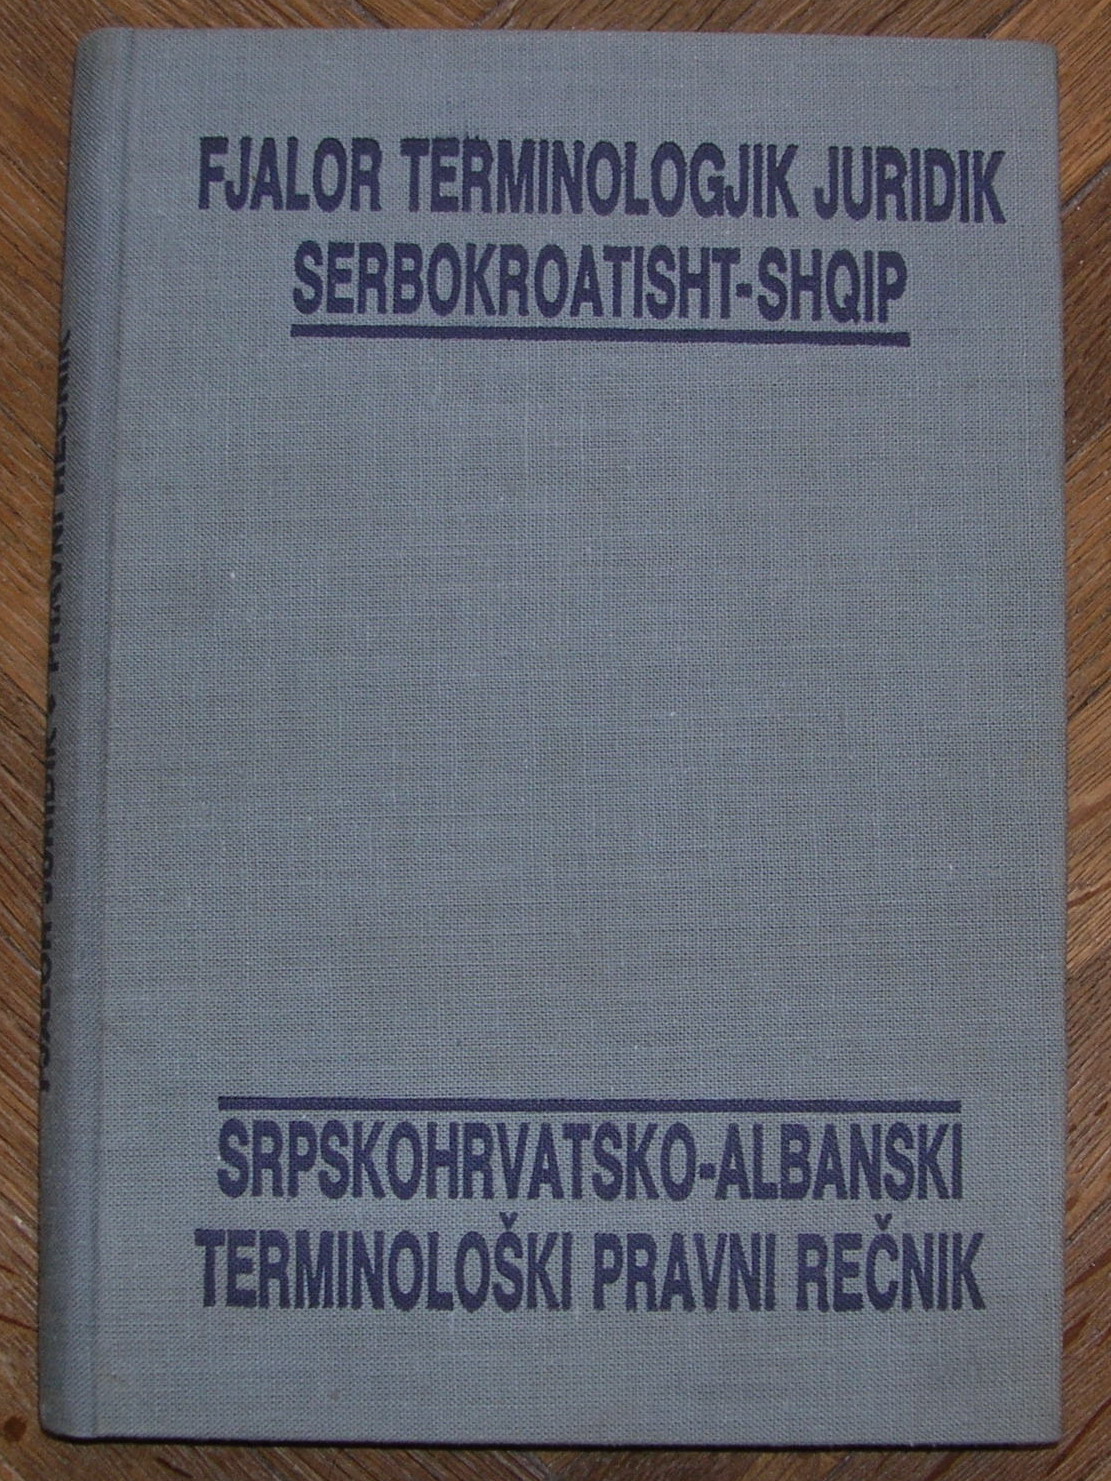 FJALOR TERMINOLOGJIK JURIDIK
SERBOKROATISHT-SHQIP
SRPSKOHRVATSKO-ALBANSKI
TERMINOLOŠKI PRAVNI REČNIK